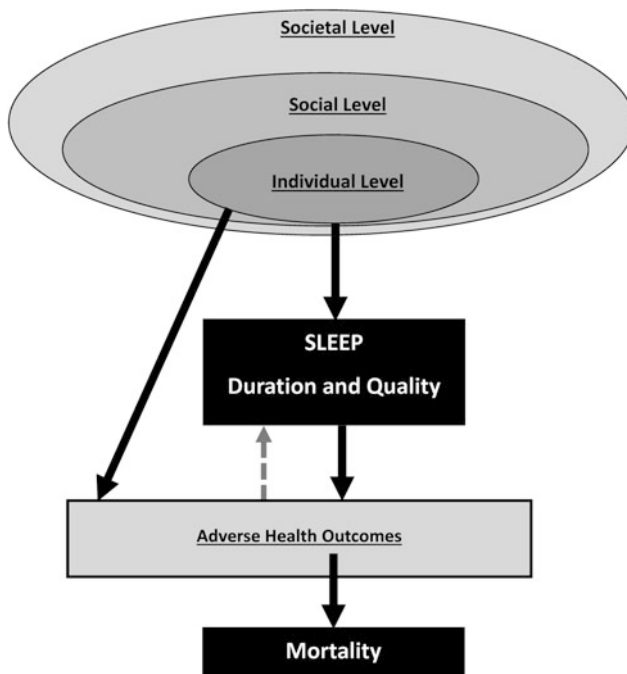 Societal Level
Social Level
Individual Level
SLEEP
Duration and Quality
Adverse Health Outcomes
Mortality